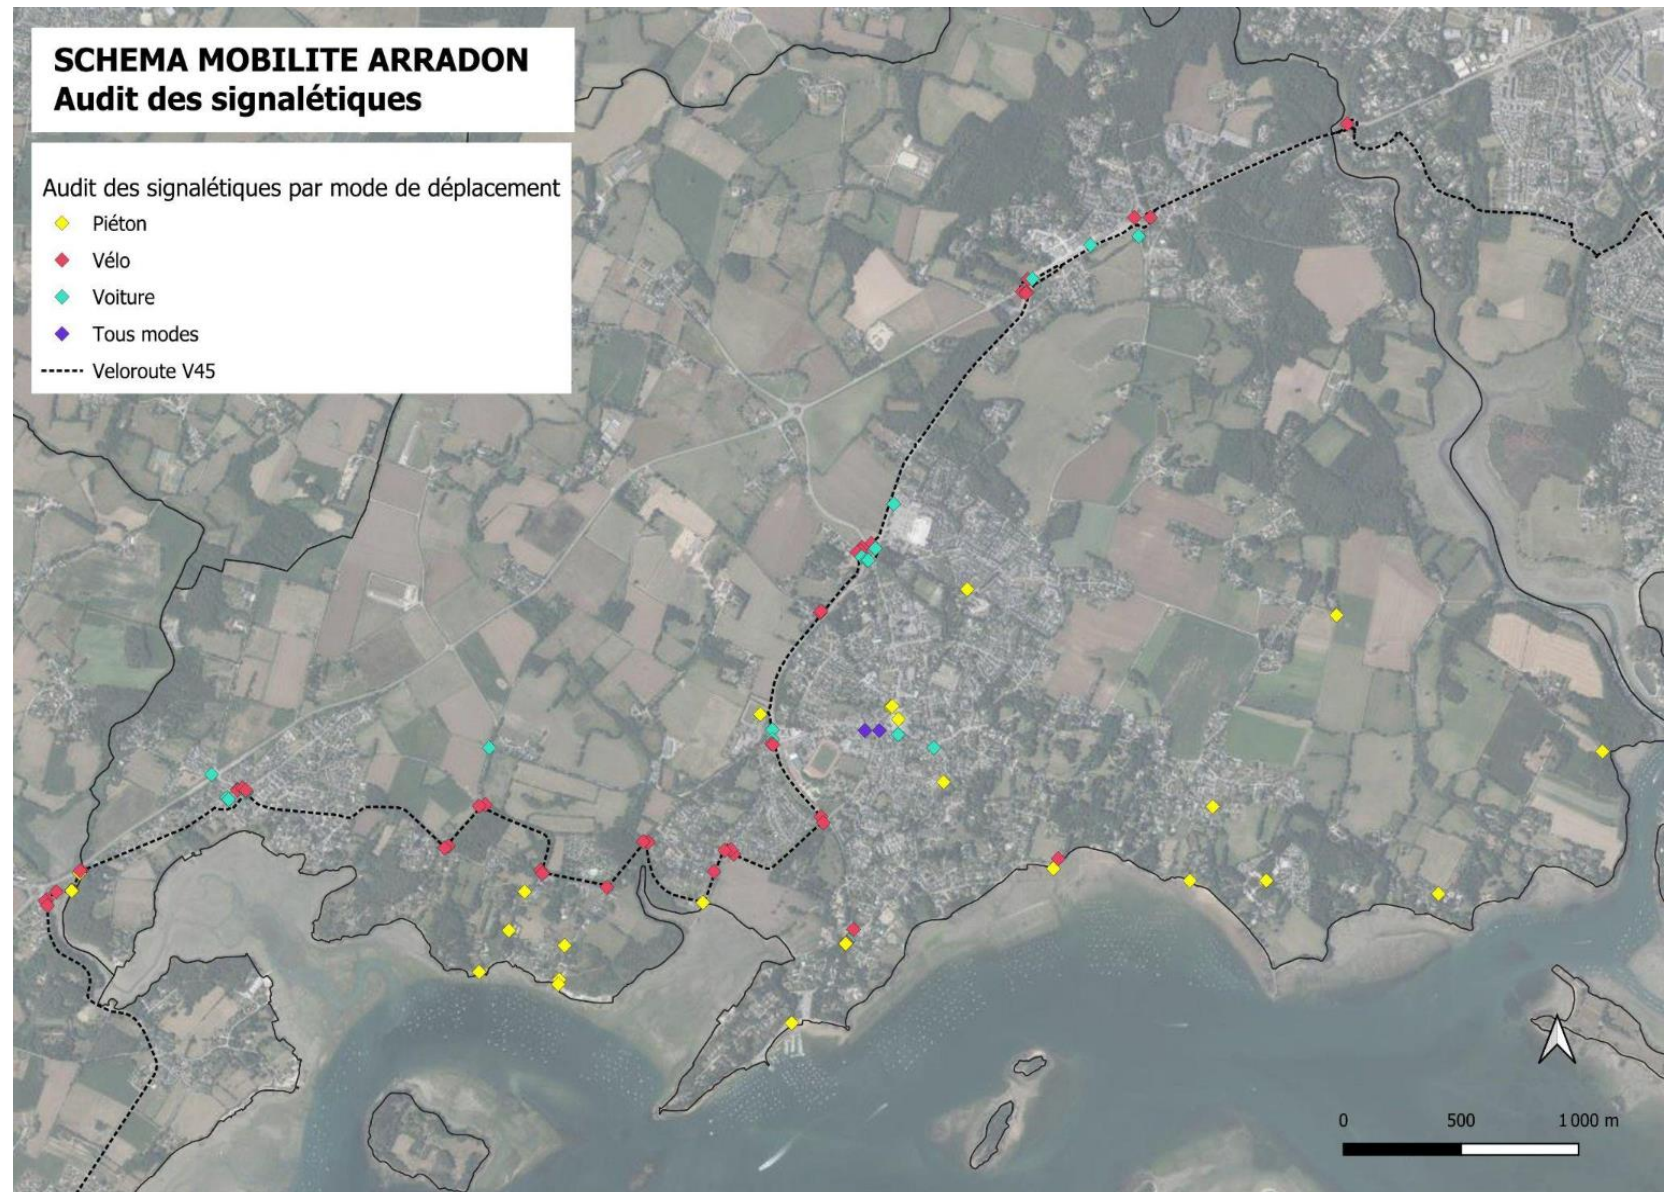 SCHEMA MOBILITE ARRADON
Audit des signalétiques
Audit des signalétiques par mode de déplacement
Piéton
Vélo
Voiture
Tous modes
Veloroute V45
0 500 1 000 m